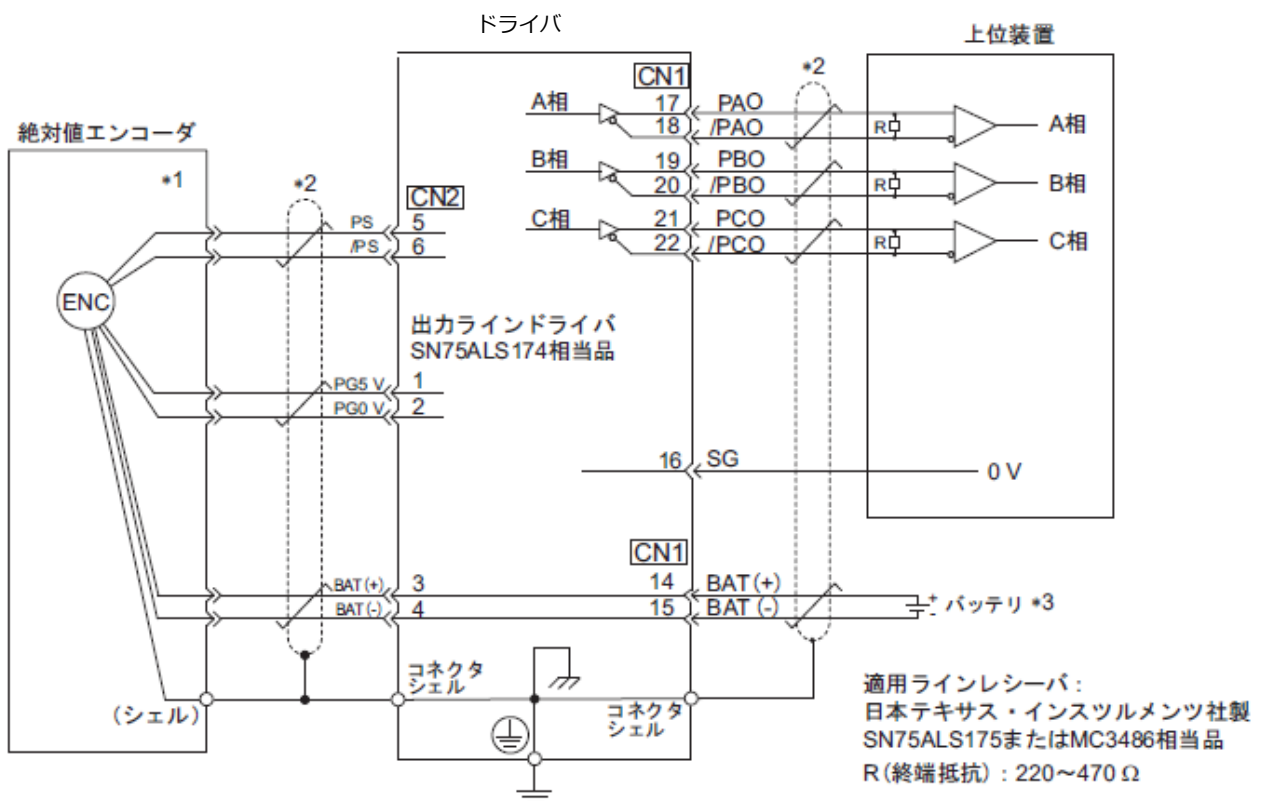 ドライバ
上位装置
絶対値エンコーダ
*1
*2
ENC
PS
/PS
PG5 V
PG0 V
BAT (+)
BAT (-)
(シェル)
CN2
5
6
1
2
3
4
出力ラインドライバ
SN75ALS174相当品
コネクタ
シェル
A相
B相
C相
CN1
17
18
19
20
21
22
16
CN1
14
15
コネクタ
シェル
*2
PAO
/PAO
PBO
/PBO
PCO
/PCO
SG
BAT (+)
BAT (-)
R
R
R
A相
B相
C相
0 V
+
-
バッテリ *3
適用ラインレシーバ:
日本テキサス・インスツルメンツ社製
SN75ALS175またはMC3486相当品
R(終端抵抗):220~470 Ω